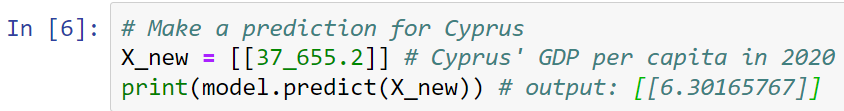 In [6]: # Make a prediction for Cyprus
X_new = [[37_655.2]] # Cyprus' GDP per capita in 2020
print(model.predict(X_new)) # output: [[6.30165767]]